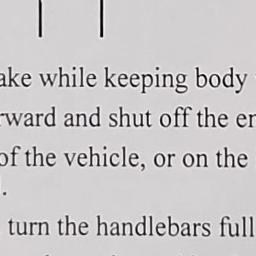 ake while keeping body
rward and shut off the en
of the vehicle, or on the
.
turn the handlebars full